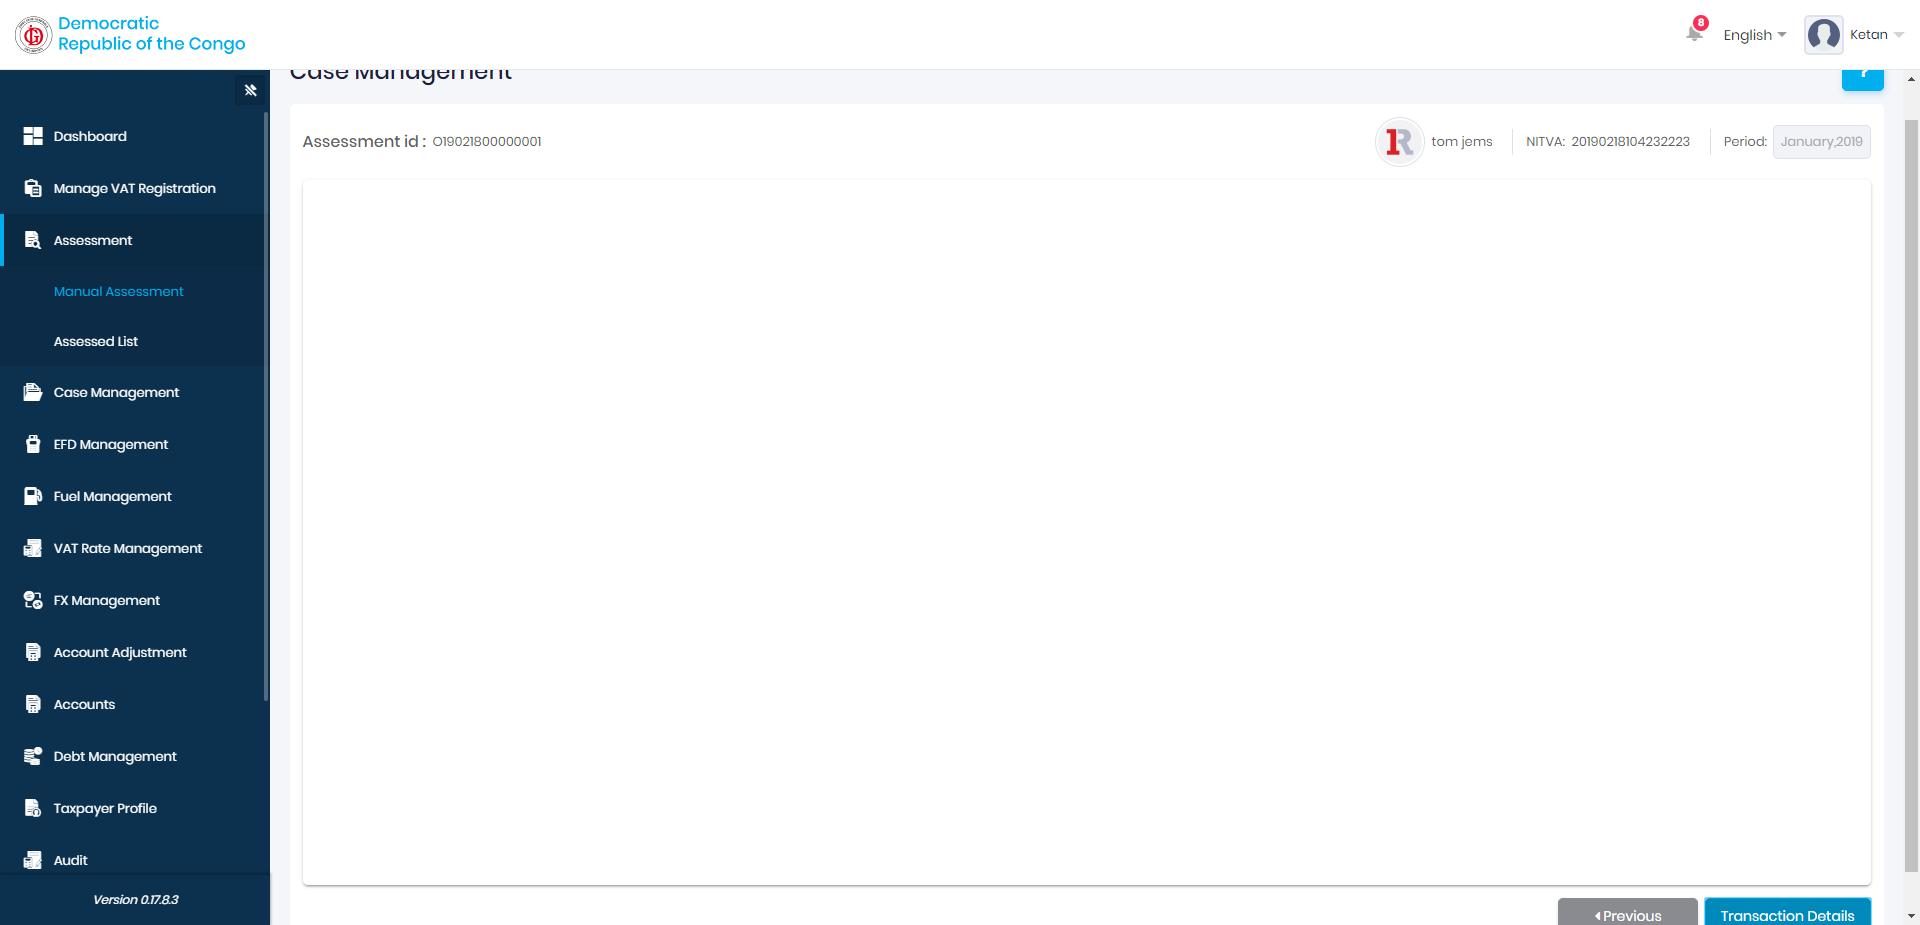 Democratic
Republic of the Congo
8
English
Ketan
Case Management
?
Dashboard
Manage VAT Registration
Assessment
Manual Assessment
Assessed List
Case Management
EFD Management
Fuel Management
VAT Rate Management
FX Management
Account Adjustment
Accounts
Debt Management
Taxpayer Profile
Audit
Version 0.17.8.3
Assessment id : O19021800000001
tom jems
NITVA: 20190218104232223
Period: January,2019
Previous
Transaction Details